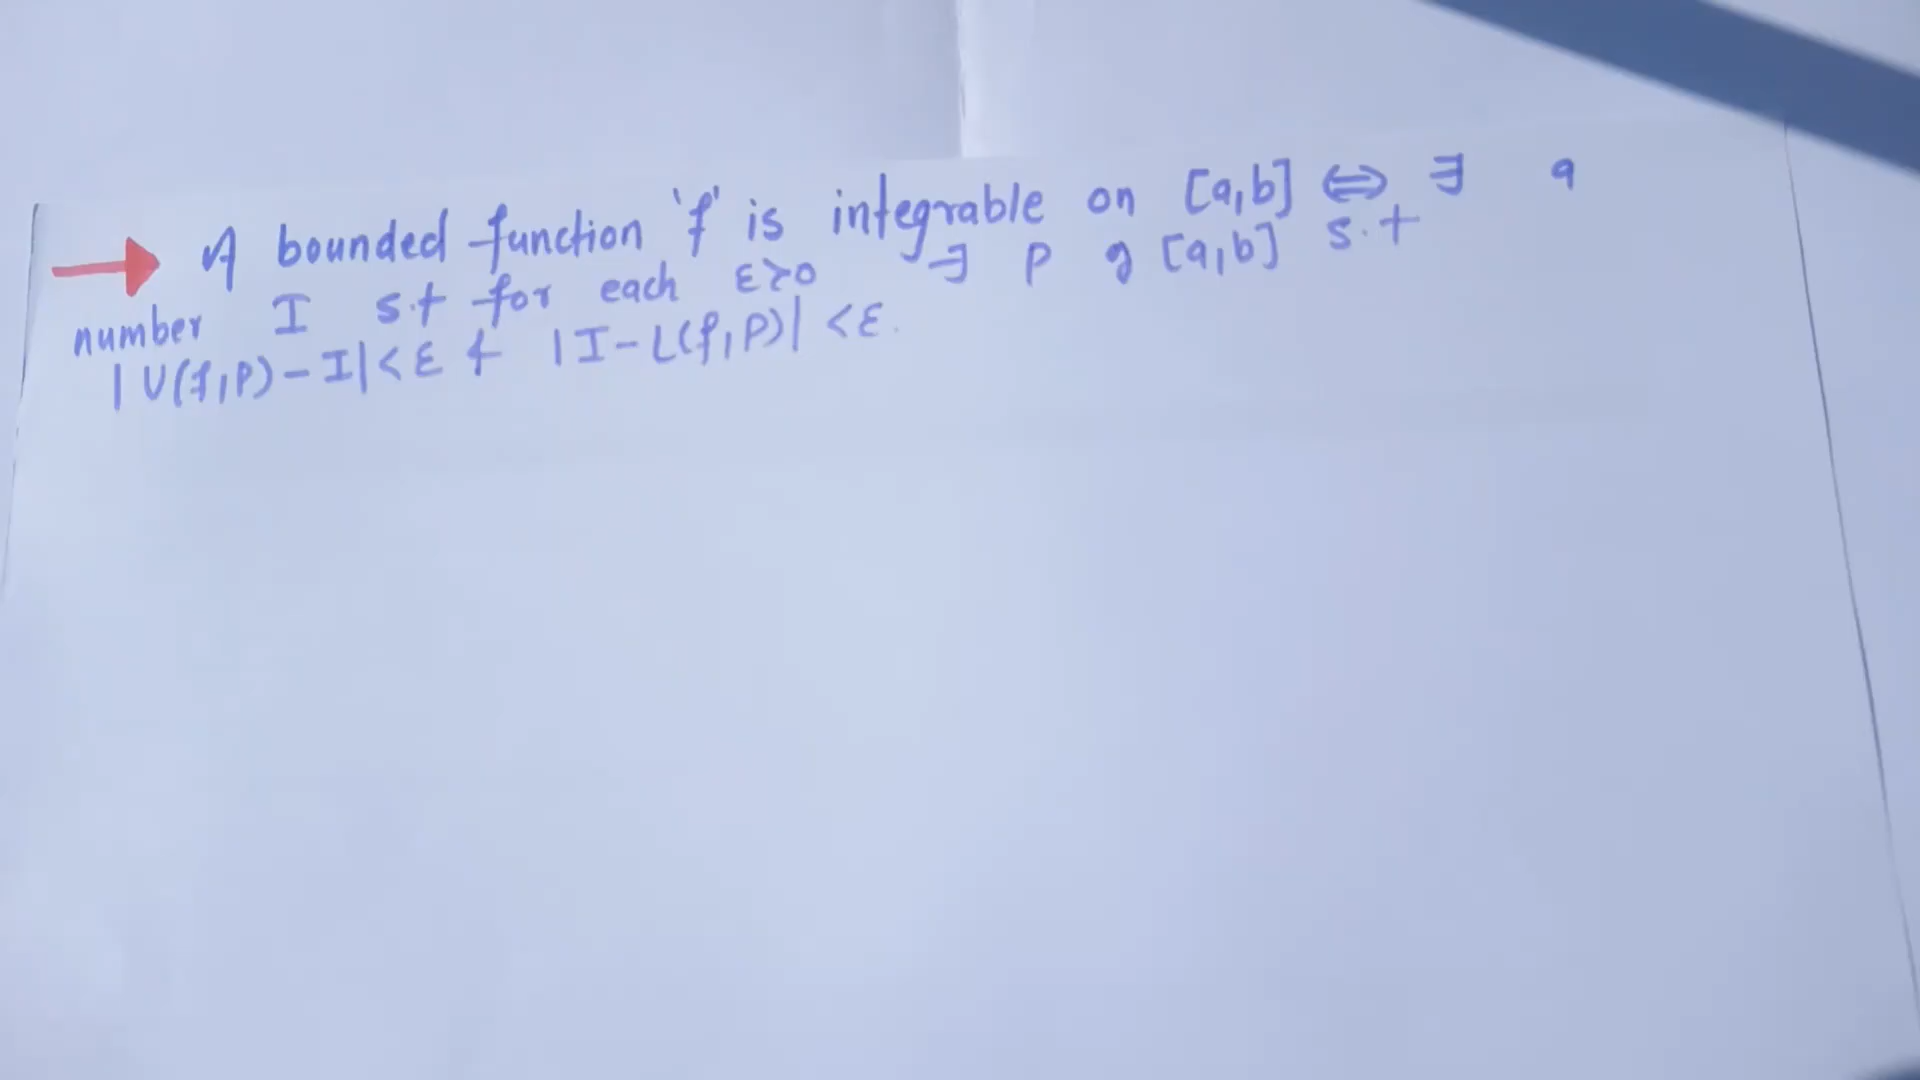 A bounded function 'f' is integrable on [a,b] ⇔ ∃ a
number I s.t for each ε>0 ∃ P of [a,b] s.t
|U(f,P)-I|<ε & |I-L(f,P)|<ε.